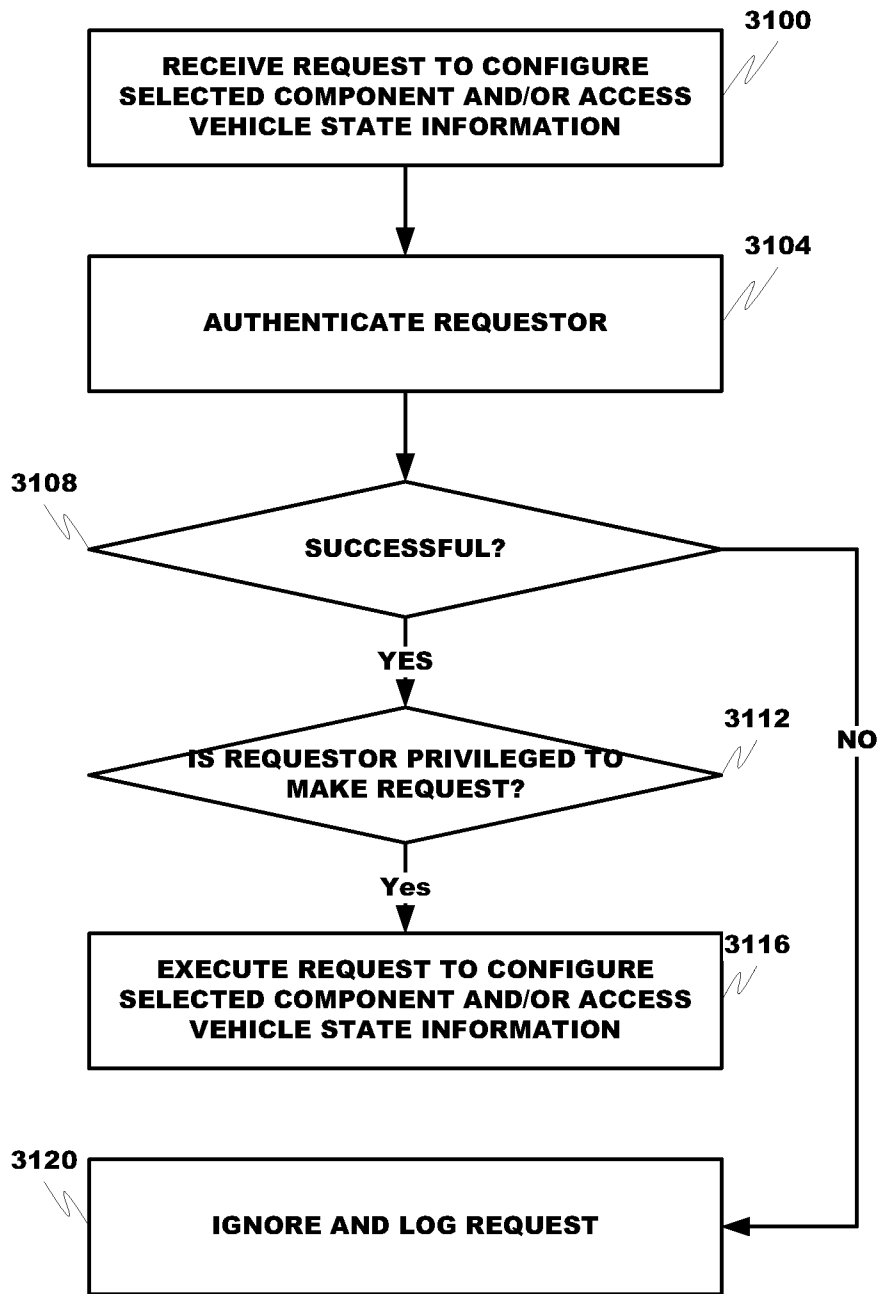 3100
RECEIVE REQUEST TO CONFIGURE
SELECTED COMPONENT AND/OR ACCESS
VEHICLE STATE INFORMATION
3104
AUTHENTICATE REQUESTOR
3108
SUCCESSFUL?
YES
NO
3112
IS REQUESTOR PRIVILEGED TO
MAKE REQUEST?
Yes
3116
EXECUTE REQUEST TO CONFIGURE
SELECTED COMPONENT AND/OR ACCESS
VEHICLE STATE INFORMATION
3120
IGNORE AND LOG REQUEST